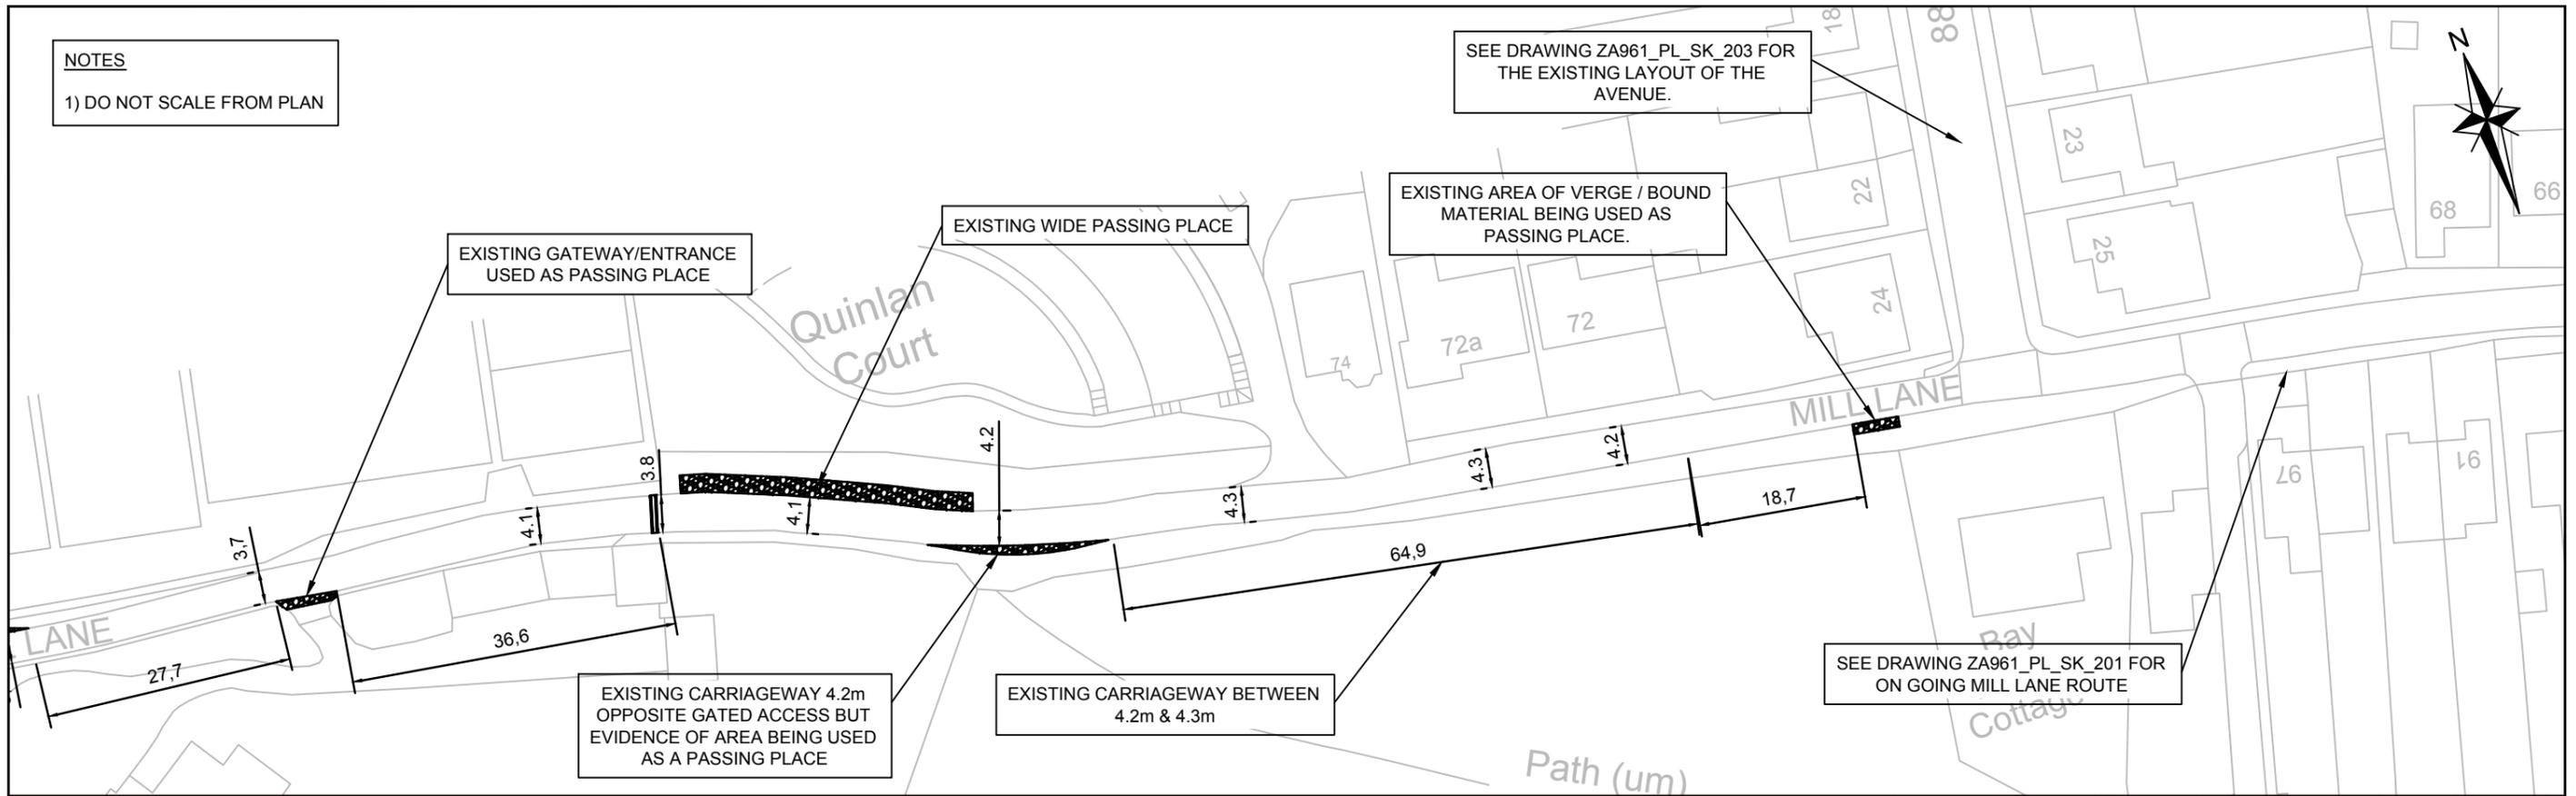 NOTES
1) DO NOT SCALE FROM PLAN
SEE DRAWING ZA961_PL_SK_203 FOR
THE EXISTING LAYOUT OF THE
AVENUE.
18
88
N
23
22
68
66
EXISTING AREA OF VERGE / BOUND
MATERIAL BEING USED AS
PASSING PLACE.
EXISTING WIDE PASSING PLACE
EXISTING GATEWAY/ENTRANCE
USED AS PASSING PLACE
25
24
Quinlan
Court
74
72a
72
MILL LANE
4.2
3.8
4.1
4,1
4.3
4.3
4.2
3,7
18,7
64,9
97
91
LANE
27,7
36,6
EXISTING CARRIAGEWAY 4.2m
OPPOSITE GATED ACCESS BUT
EVIDENCE OF AREA BEING USED
AS A PASSING PLACE
EXISTING CARRIAGEWAY BETWEEN
4.2m & 4.3m
Bay
Cottage
SEE DRAWING ZA961_PL_SK_201 FOR
ON GOING MILL LANE ROUTE
Path (um)